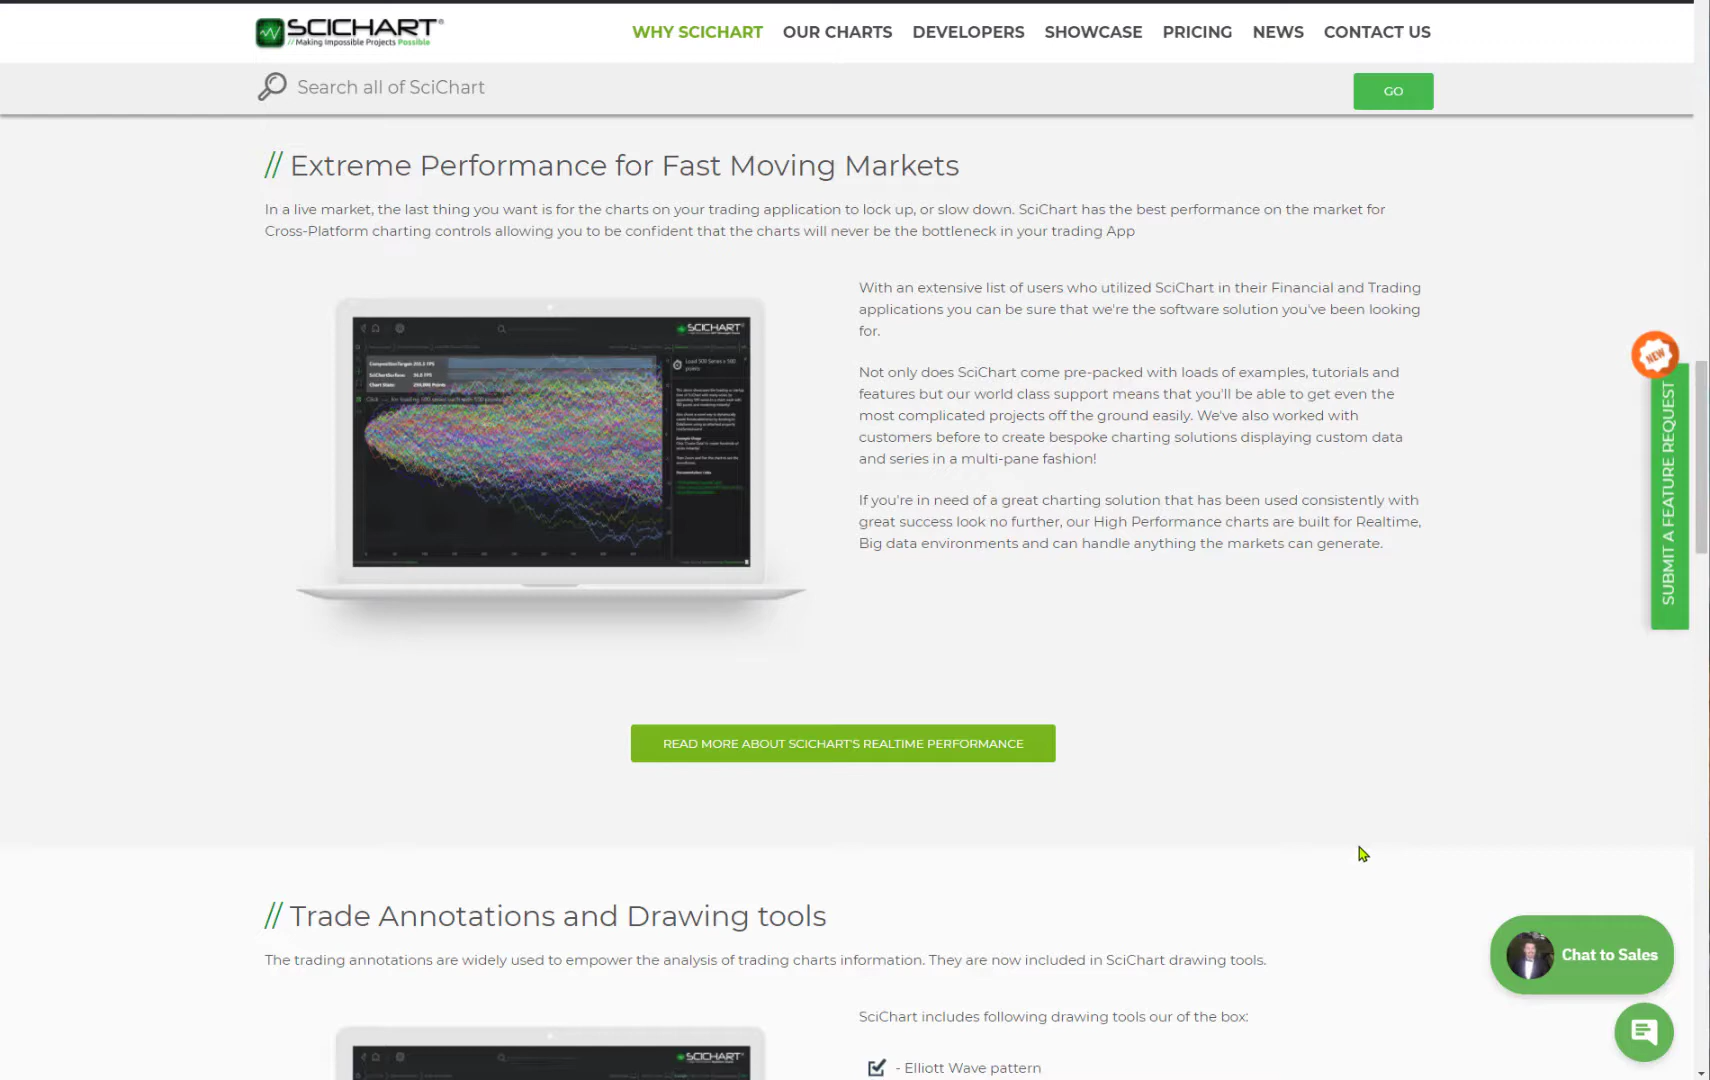 SCICHART®
// Making Impossible Projects Possible
WHY SCICHART OUR CHARTS DEVELOPERS SHOWCASE PRICING NEWS CONTACT US
Search all of SciChart
GO
// Extreme Performance for Fast Moving Markets
In a live market, the last thing you want is for the charts on your trading application to lock up, or slow down. SciChart has the best performance on the market for
Cross-Platform charting controls allowing you to be confident that the charts will never be the bottleneck in your trading App
SCICHART
Load 500 Series x 500
points
With an extensive list of users who utilized SciChart in their Financial and Trading
applications you can be sure that we're the software solution you've been looking
for.
Not only does SciChart come pre-packed with loads of examples, tutorials and
features but our world class support means that you'll be able to get even the
most complicated projects off the ground easily. We've also worked with
customers before to create bespoke charting solutions displaying custom data
and series in a multi-pane fashion!
If you're in need of a great charting solution that has been used consistently with
great success look no further, our High Performance charts are built for Realtime,
Big data environments and can handle anything the markets can generate.
NEW
SUBMIT A FEATURE REQUEST
READ MORE ABOUT SCICHART'S REALTIME PERFORMANCE
// Trade Annotations and Drawing tools
The trading annotations are widely used to empower the analysis of trading charts information. They are now included in SciChart drawing tools.
Chat to Sales
SciChart includes following drawing tools our of the box:
- Elliott Wave pattern
SCICHART